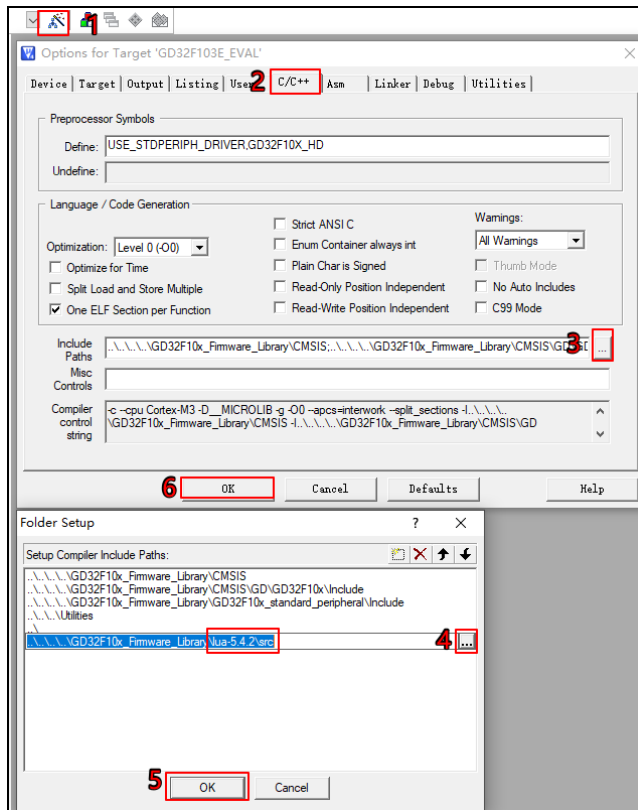 1
Options for Target 'GD32F103E_EVAL'
Device Target Output Listing User 2 C/C++ Asm Linker Debug Utilities
Preprocessor Symbols
Define: USE_STDPERIPH_DRIVER,GD32F10X_HD
Undefine:
Language / Code Generation
Strict ANSI C Warnings:
Optimization: Level 0 (-O0) Enum Container always int All Warnings
Optimize for Time Plain Char is Signed Thumb Mode
Split Load and Store Multiple Read-Only Position Independent No Auto Includes
One ELF Section per Function Read-Write Position Independent C99 Mode
Include Paths ..\..\..\..\GD32F10x_Firmware_Library\CMSIS;..\..\..\..\GD32F10x_Firmware_Library\CMSIS\GD\GD 3 ...
Misc Controls
Compiler control string -c --cpu Cortex-M3 -D__MICROLIB -g -O0 --apcs=interwork --split_sections -I..\..\..\..
\GD32F10x_Firmware_Library\CMSIS -I..\..\..\..\GD32F10x_Firmware_Library\CMSIS\GD
6 OK Cancel Defaults Help
Folder Setup ?
Setup Compiler Include Paths:
..\..\..\..\GD32F10x_Firmware_Library\CMSIS
..\..\..\..\GD32F10x_Firmware_Library\CMSIS\GD\GD32F10x\Include
..\..\..\..\GD32F10x_Firmware_Library\GD32F10x_standard_peripheral\Include
..\..\..\Utilities
..\
..\..\..\..\GD32F10x_Firmware_Library\lua-5.4.2\src 4 ...
5 OK Cancel